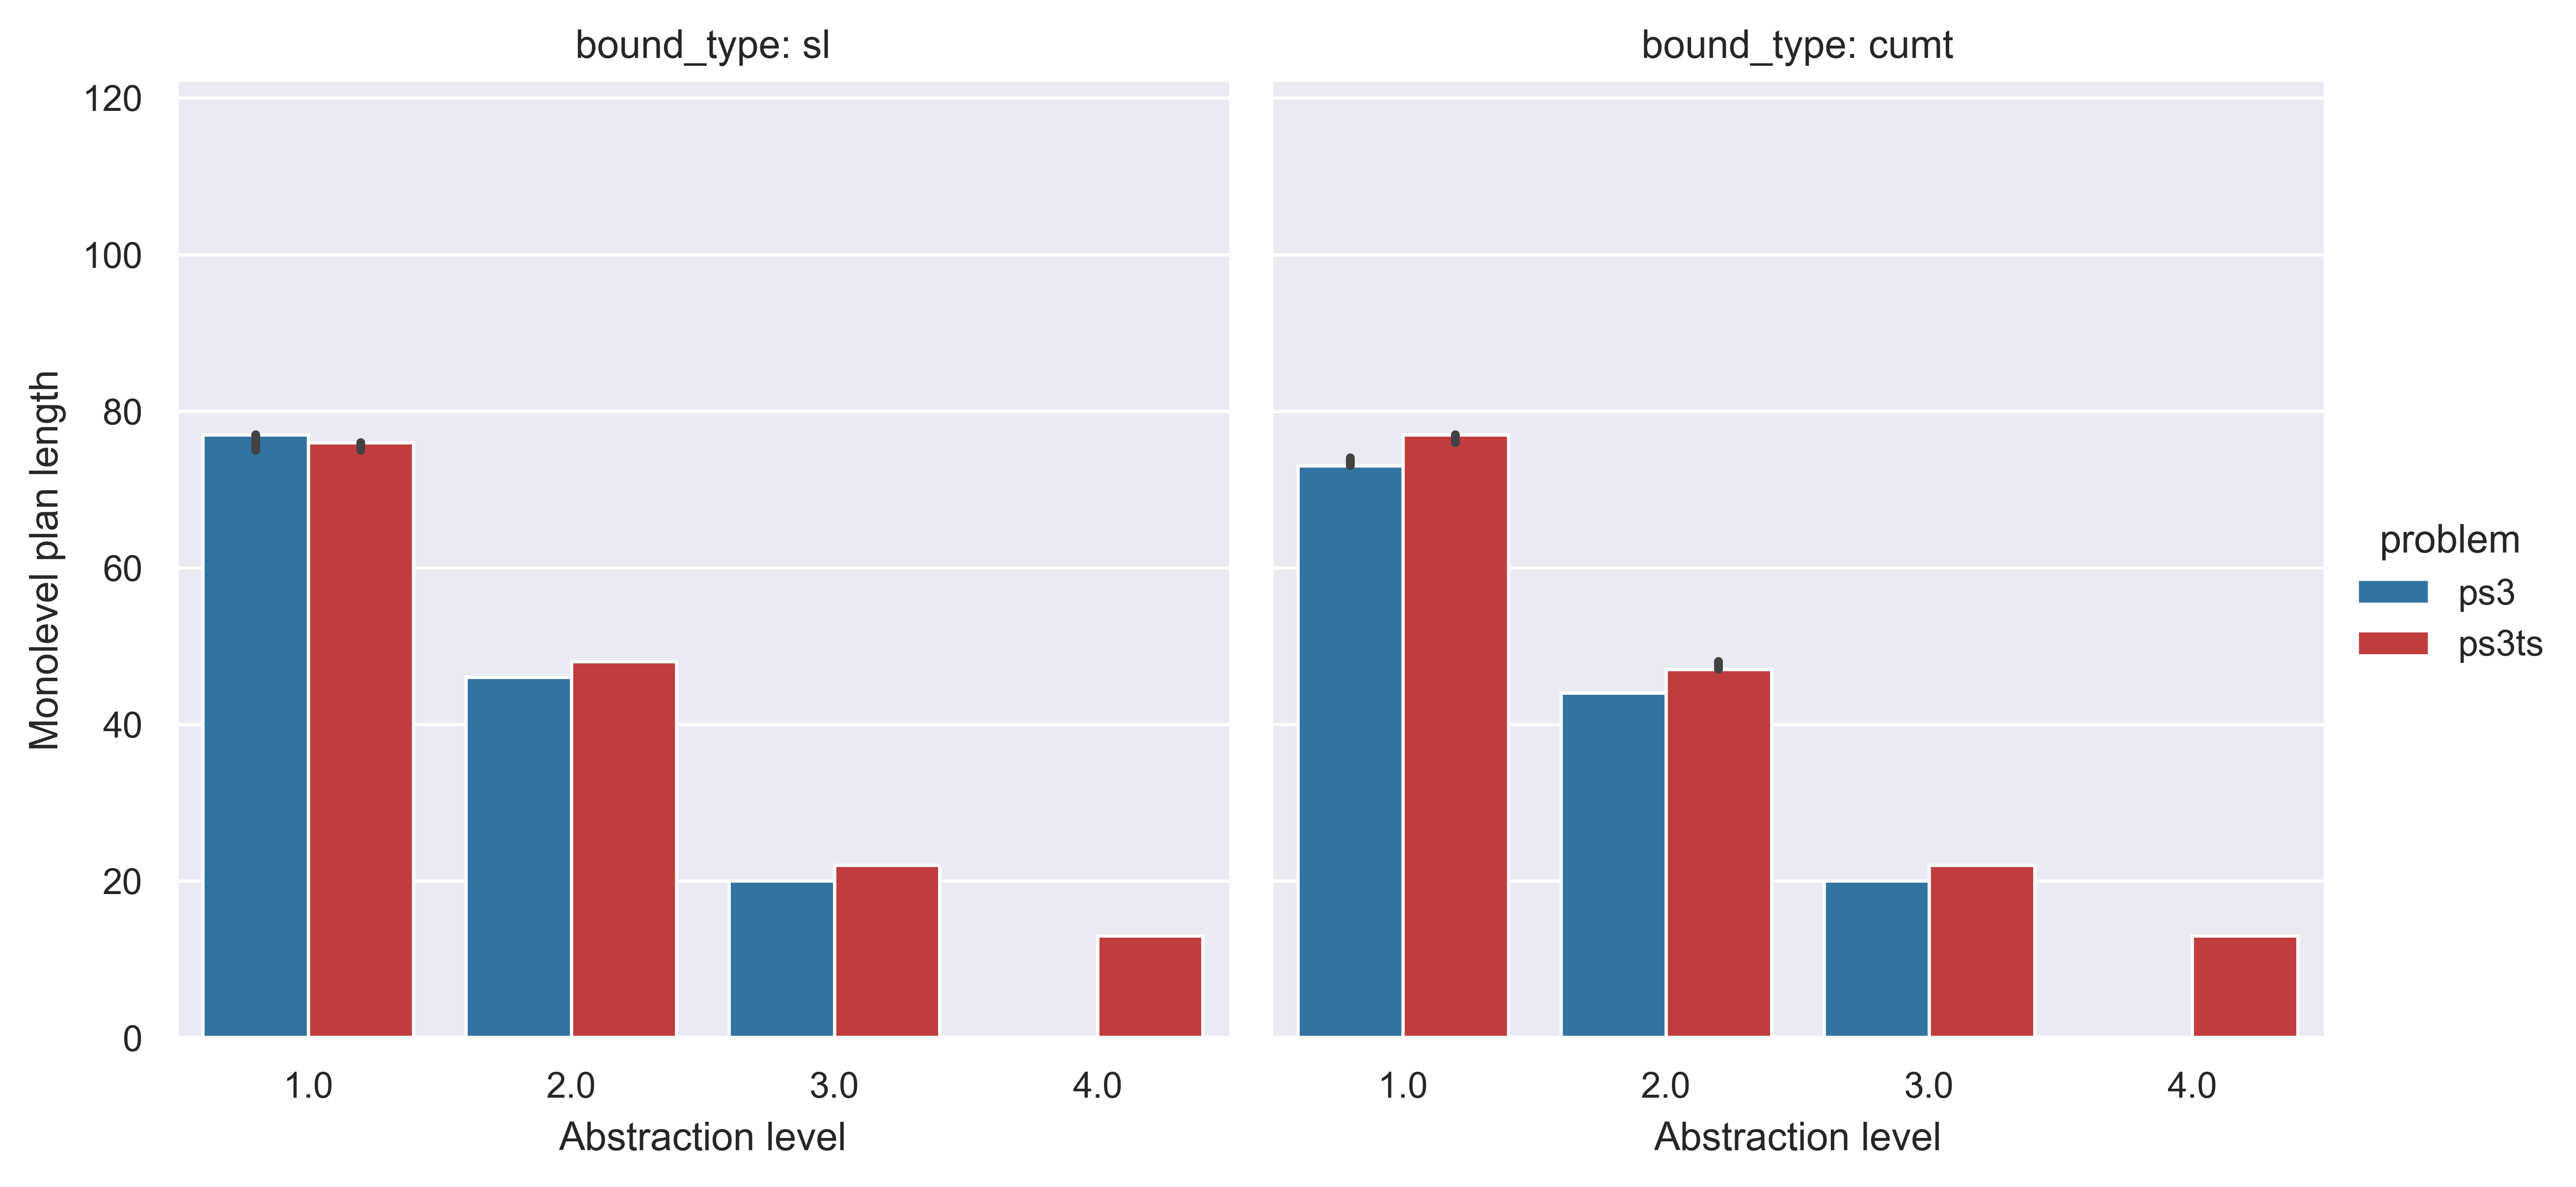 bound_type: sl
bound_type: cumt
120
100
80
60
40
20
0
Monolevel plan length
1.0 2.0 3.0 4.0
1.0 2.0 3.0 4.0
Abstraction level
Abstraction level
problem
ps3
ps3ts